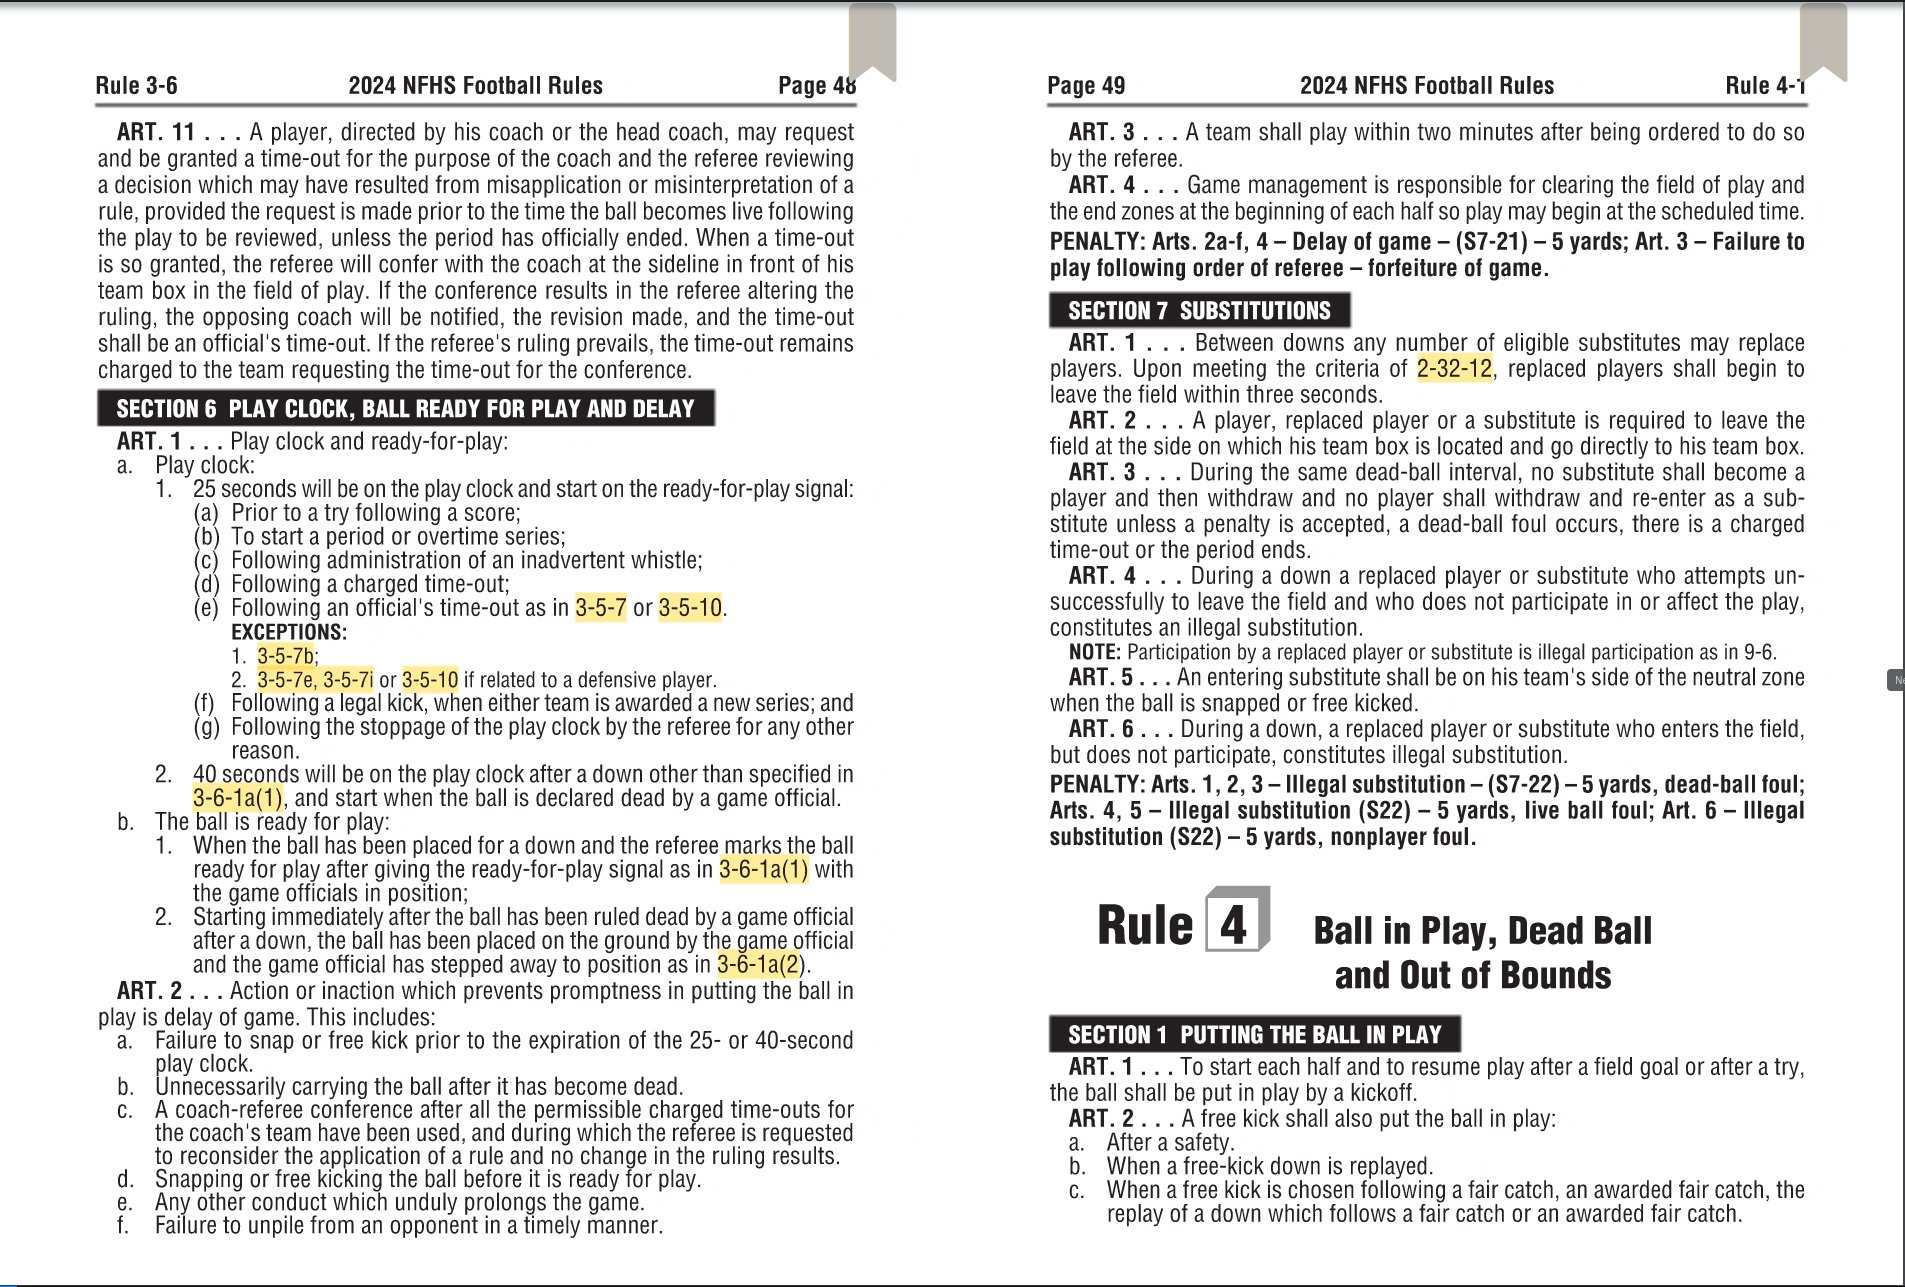 Rule 3-6 2024 NFHS Football Rules Page 48
ART. 11 . . . A player, directed by his coach or the head coach, may request
and be granted a time-out for the purpose of the coach and the referee reviewing
a decision which may have resulted from misapplication or misinterpretation of a
rule, provided the request is made prior to the time the ball becomes live following
the play to be reviewed, unless the period has officially ended. When a time-out
is so granted, the referee will confer with the coach at the sideline in front of his
team box in the field of play. If the conference results in the referee altering the
ruling, the opposing coach will be notified, the revision made, and the time-out
shall be an official's time-out. If the referee's ruling prevails, the time-out remains
charged to the team requesting the time-out for the conference.
SECTION 6 PLAY CLOCK, BALL READY FOR PLAY AND DELAY
ART. 1 . . . Play clock and ready-for-play:
a. Play clock:
1. 25 seconds will be on the play clock and start on the ready-for-play signal:
(a) Prior to a try following a score;
(b) To start a period or overtime series;
(c) Following administration of an inadvertent whistle;
(d) Following a charged time-out;
(e) Following an official's time-out as in 3-5-7 or 3-5-10.
EXCEPTIONS:
1. 3-5-7b;
2. 3-5-7e, 3-5-7i or 3-5-10 if related to a defensive player.
(f) Following a legal kick, when either team is awarded a new series; and
(g) Following the stoppage of the play clock by the referee for any other
reason.
2. 40 seconds will be on the play clock after a down other than specified in
3-6-1a(1), and start when the ball is declared dead by a game official.
b. The ball is ready for play:
1. When the ball has been placed for a down and the referee marks the ball
ready for play after giving the ready-for-play signal as in 3-6-1a(1) with
the game officials in position;
2. Starting immediately after the ball has been ruled dead by a game official
after a down, the ball has been placed on the ground by the game official
and the game official has stepped away to position as in 3-6-1a(2).
ART. 2 . . . Action or inaction which prevents promptness in putting the ball in
play is delay of game. This includes:
a. Failure to snap or free kick prior to the expiration of the 25- or 40-second
play clock.
b. Unnecessarily carrying the ball after it has become dead.
c. A coach-referee conference after all the permissible charged time-outs for
the coach's team have been used, and during which the referee is requested
to reconsider the application of a rule and no change in the ruling results.
d. Snapping or free kicking the ball before it is ready for play.
e. Any other conduct which unduly prolongs the game.
f. Failure to unpile from an opponent in a timely manner.
Page 49 2024 NFHS Football Rules Rule 4-1
ART. 3 . . . A team shall play within two minutes after being ordered to do so
by the referee.
ART. 4 . . . Game management is responsible for clearing the field of play and
the end zones at the beginning of each half so play may begin at the scheduled time.
PENALTY: Arts. 2a-f, 4 – Delay of game – (S7-21) – 5 yards; Art. 3 – Failure to
play following order of referee – forfeiture of game.
SECTION 7 SUBSTITUTIONS
ART. 1 . . . Between downs any number of eligible substitutes may replace
players. Upon meeting the criteria of 2-32-12, replaced players shall begin to
leave the field within three seconds.
ART. 2 . . . A player, replaced player or a substitute is required to leave the
field at the side on which his team box is located and go directly to his team box.
ART. 3 . . . During the same dead-ball interval, no substitute shall become a
player and then withdraw and no player shall withdraw and re-enter as a sub-
stitute unless a penalty is accepted, a dead-ball foul occurs, there is a charged
time-out or the period ends.
ART. 4 . . . During a down a replaced player or substitute who attempts un-
successfully to leave the field and who does not participate in or affect the play,
constitutes an illegal substitution.
NOTE: Participation by a replaced player or substitute is illegal participation as in 9-6.
ART. 5 . . . An entering substitute shall be on his team's side of the neutral zone
when the ball is snapped or free kicked.
ART. 6 . . . During a down, a replaced player or substitute who enters the field,
but does not participate, constitutes illegal substitution.
PENALTY: Arts. 1, 2, 3 – Illegal substitution – (S7-22) – 5 yards, dead-ball foul;
Arts. 4, 5 – Illegal substitution (S22) – 5 yards, live ball foul; Art. 6 – Illegal
substitution (S22) – 5 yards, nonplayer foul.
Rule 4 Ball in Play, Dead Ball
and Out of Bounds
SECTION 1 PUTTING THE BALL IN PLAY
ART. 1 . . . To start each half and to resume play after a field goal or after a try,
the ball shall be put in play by a kickoff.
ART. 2 . . . A free kick shall also put the ball in play:
a. After a safety.
b. When a free-kick down is replayed.
c. When a free kick is chosen following a fair catch, an awarded fair catch, the
replay of a down which follows a fair catch or an awarded fair catch.